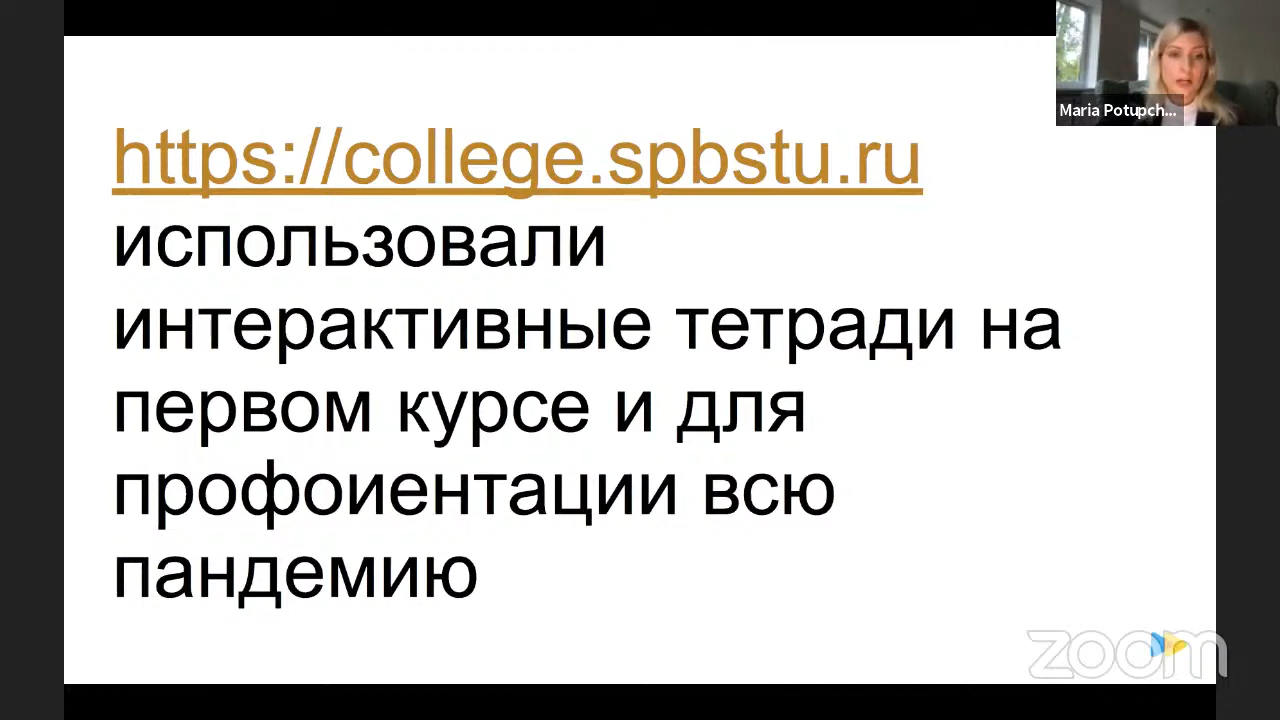 Maria Potupch...
https://college.spbstu.ru
использовали
интерактивные тетради на
первом курсе и для
профоиентации всю
пандемию
zoom